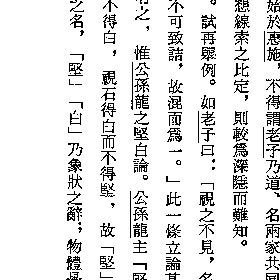 始於惡施，不得謂老子乃道、名兩家共同
想線索之比定，則較爲深隱而難知。
試再舉例。如老子曰：「視之不見，名
不可致詰，故混而爲一。」此一條立論甚
之，惟公孫龍之堅白論。公孫龍主「堅
不得白，視石得白而不得堅，故「堅」
之名，「堅」「白」乃象狀之辭；物體